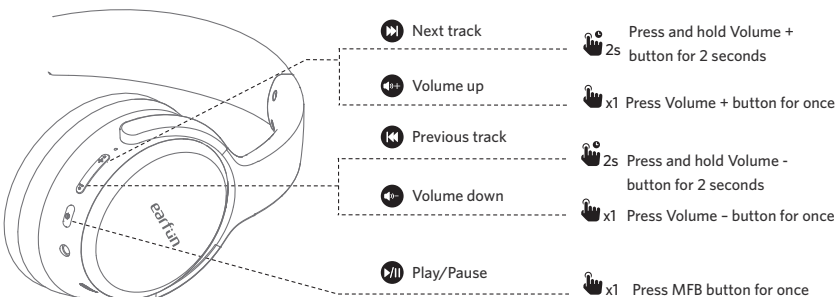 Next track
2s
Press and hold Volume +
button for 2 seconds
Volume up
x1 Press Volume + button for once
Previous track
2s Press and hold Volume -
button for 2 seconds
Volume down
x1 Press Volume – button for once
earfun
Play/Pause
x1 Press MFB button for once